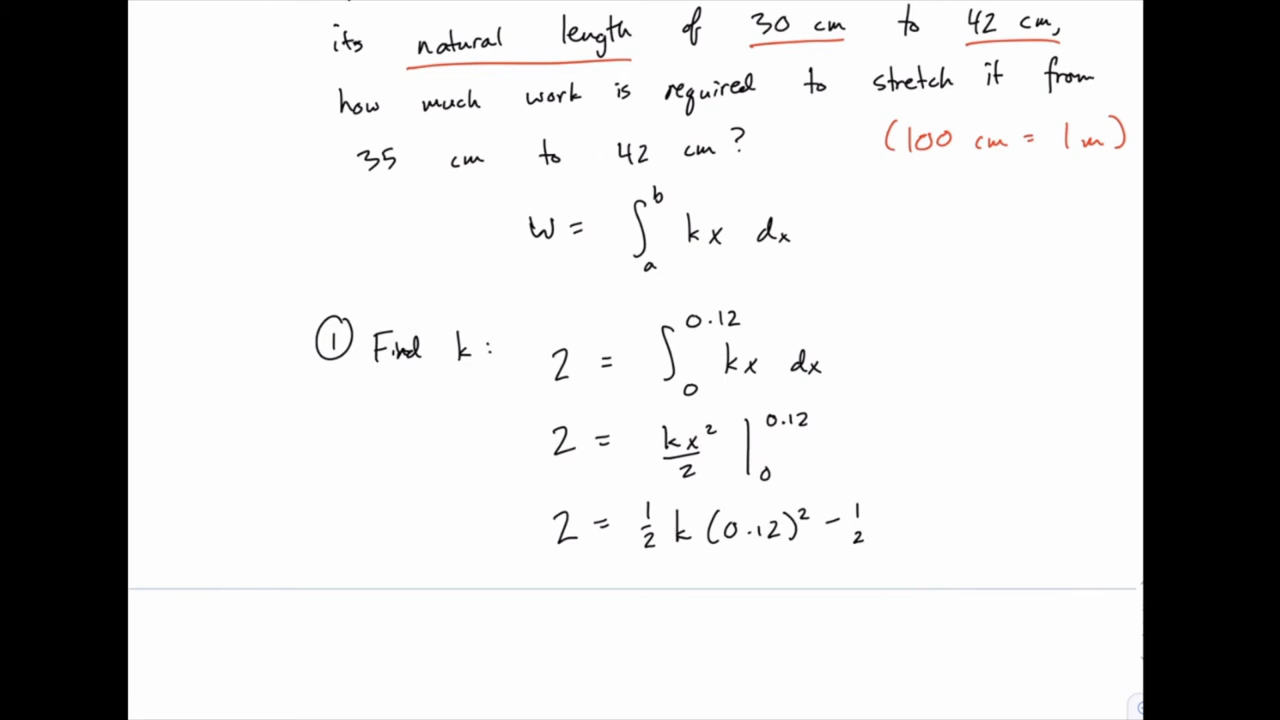 its natural length of 30 cm to 42 cm,
how much work is required to stretch it from
35 cm to 42 cm? (100 cm = 1 m)
W = ∫_a^b kx dx
① Find k: 2 = ∫_0^0.12 kx dx
2 = kx²/2 |_0^0.12
2 = 1/2 k (0.12)² - 1/2